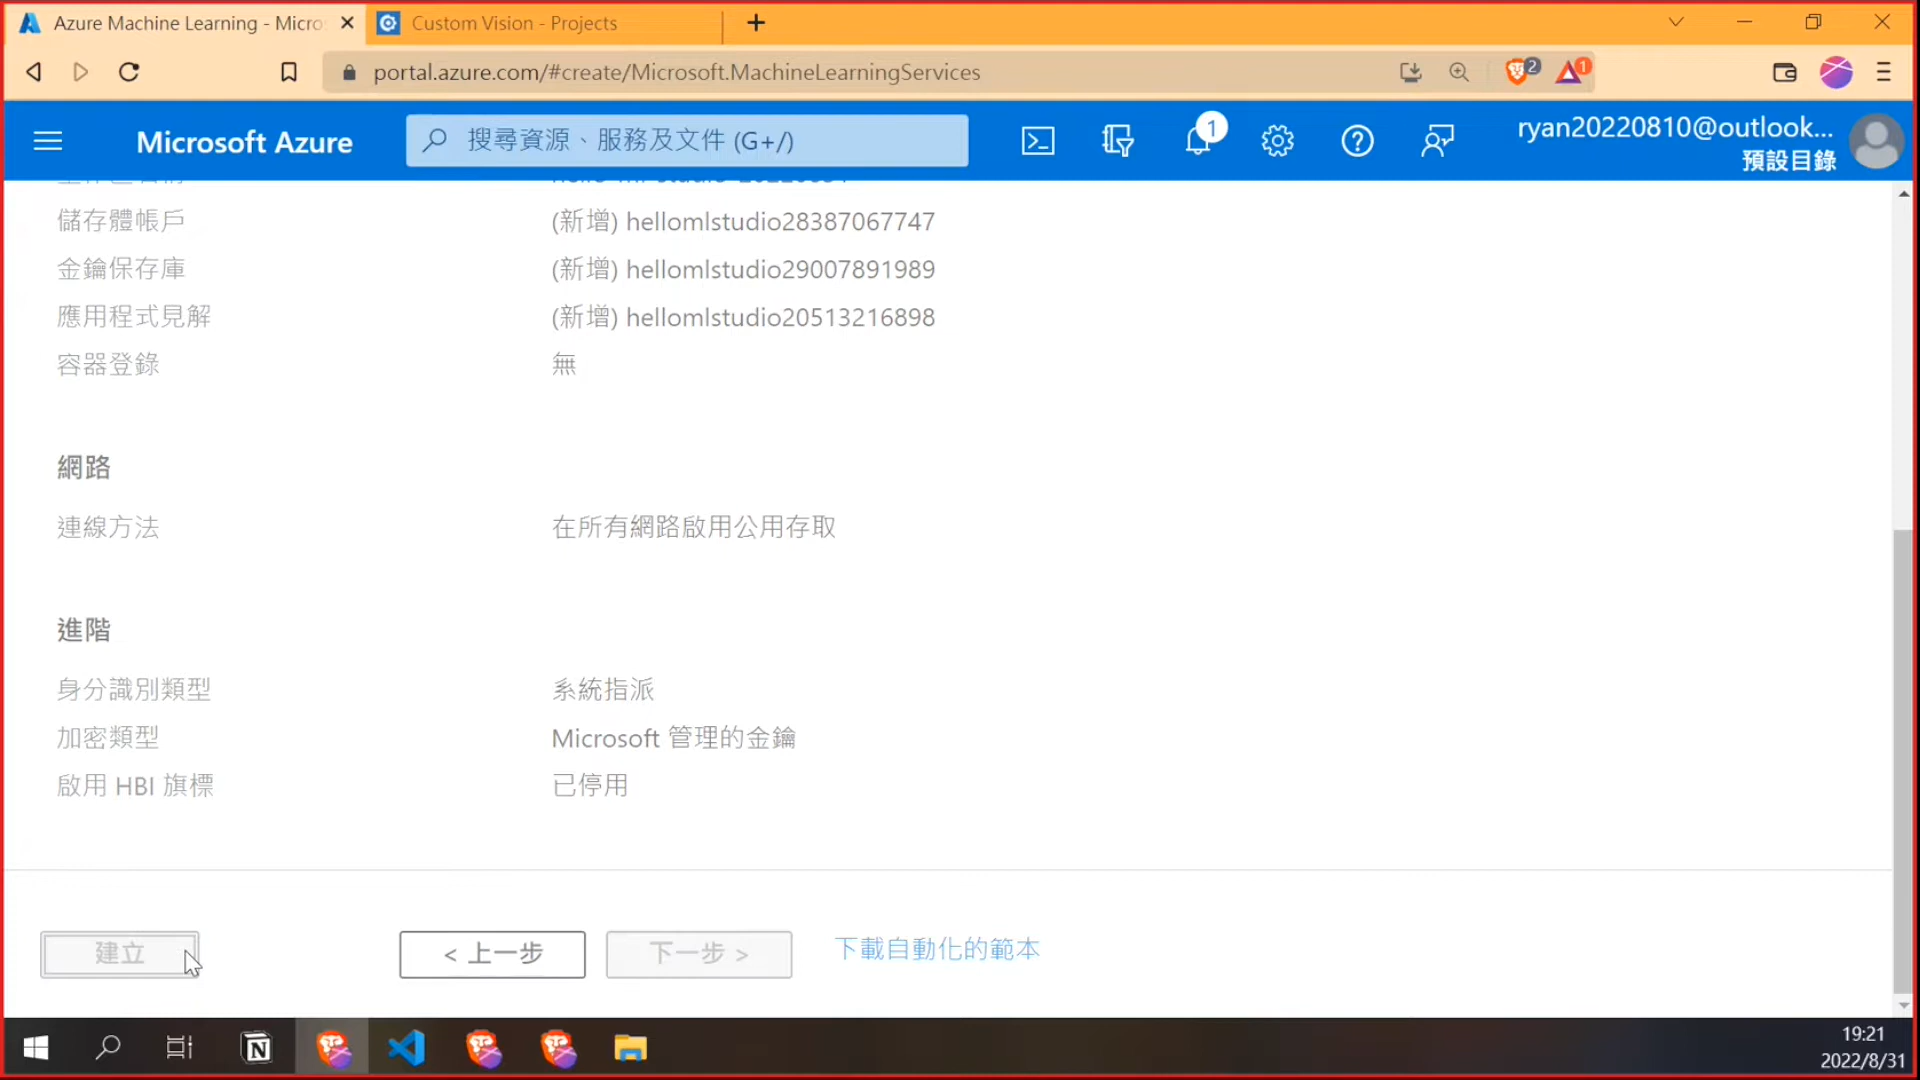 Azure Machine Learning - Micro
Custom Vision - Projects
portal.azure.com/#create/Microsoft.MachineLearningServices
2
1
Microsoft Azure
搜尋資源、服務及文件 (G+/)
1
ryan20220810@outlook...
預設目錄
儲存體帳戶
(新增) hellomlstudio28387067747
金鑰保存庫
(新增) hellomlstudio29007891989
應用程式見解
(新增) hellomlstudio20513216898
容器登錄
無
網路
連線方法
在所有網路啟用公用存取
進階
身分識別類型
系統指派
加密類型
Microsoft 管理的金鑰
啟用 HBI 旗標
已停用
建立
< 上一步
下一步 >
下載自動化的範本
19:21
2022/8/31